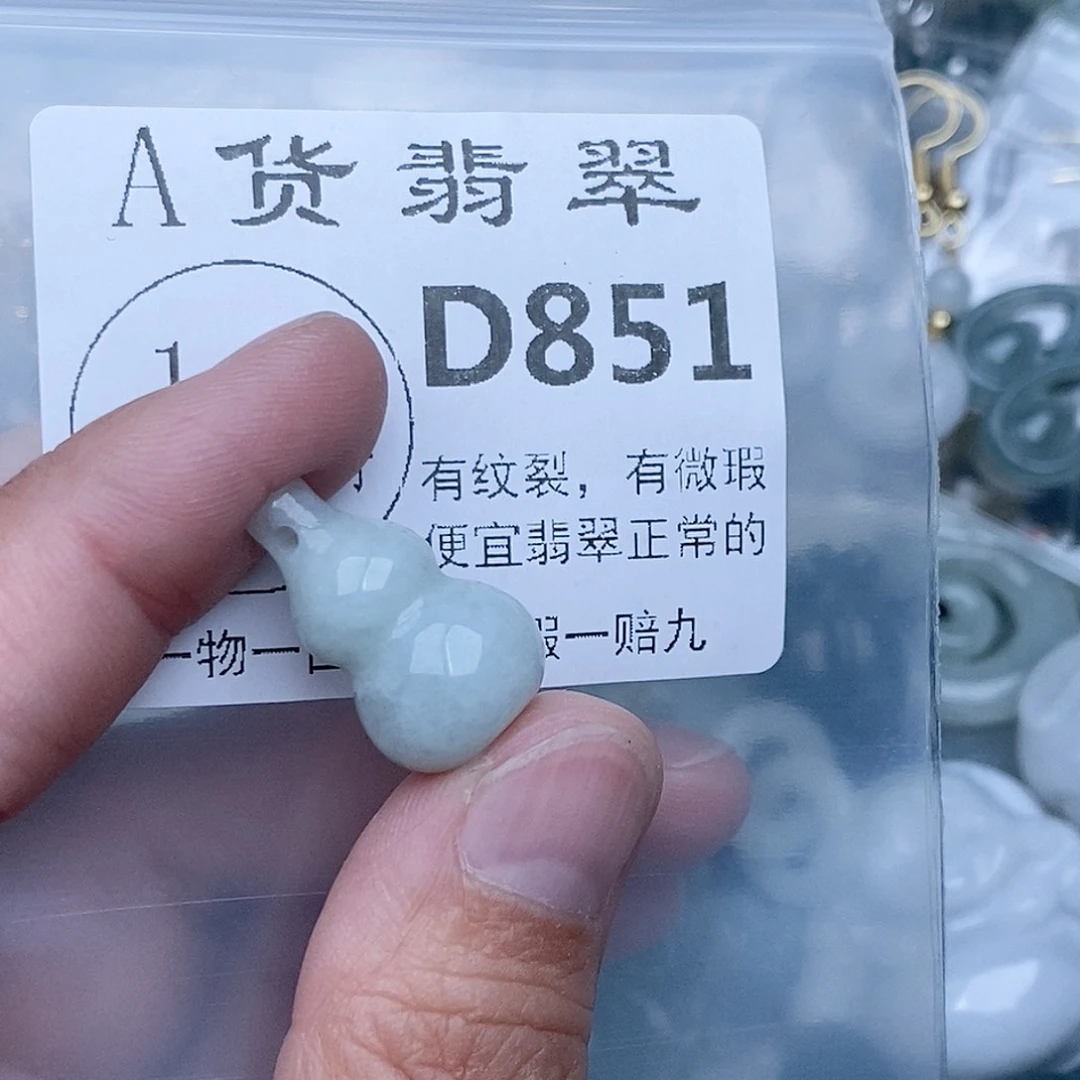 A货翡翠
1
D851
有纹裂，有微瑕
便宜翡翠正常的
一物一
一赔九